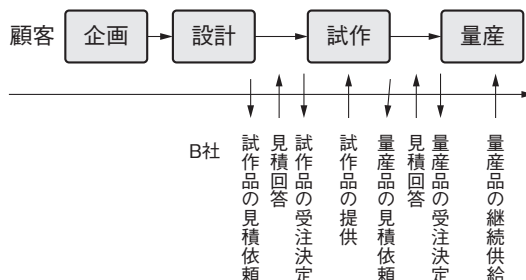 顧客
企画
設計
試作
量産
B社
試作品の見積依頼
見積回答
試作品の受注決定
試作品の提供
量産品の見積依頼
見積回答
量産品の受注決定
量産品の継続供給